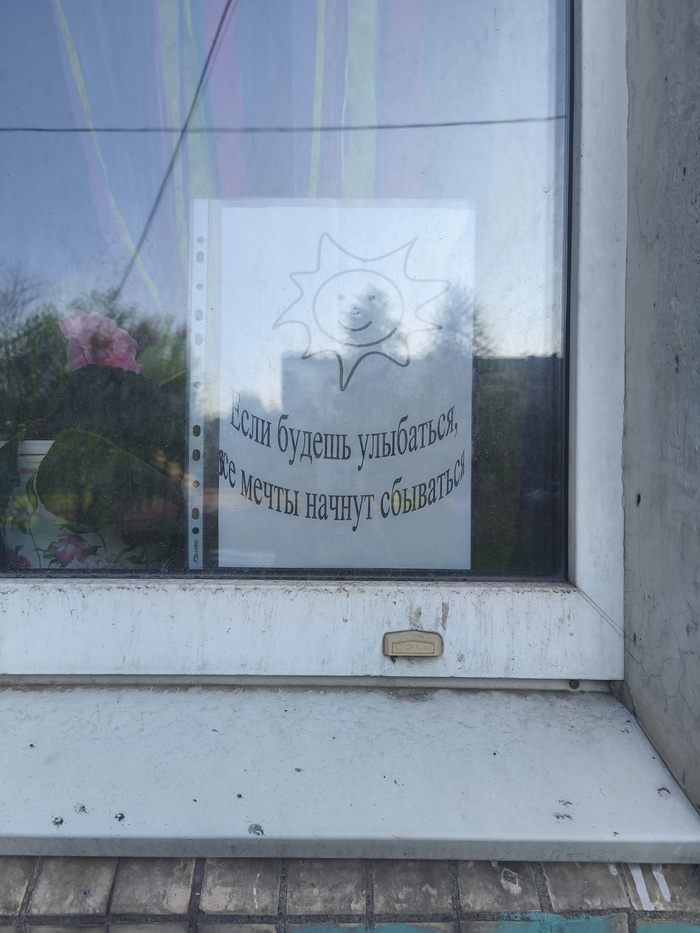 Если будешь улыбаться,
все мечты начнут сбываться